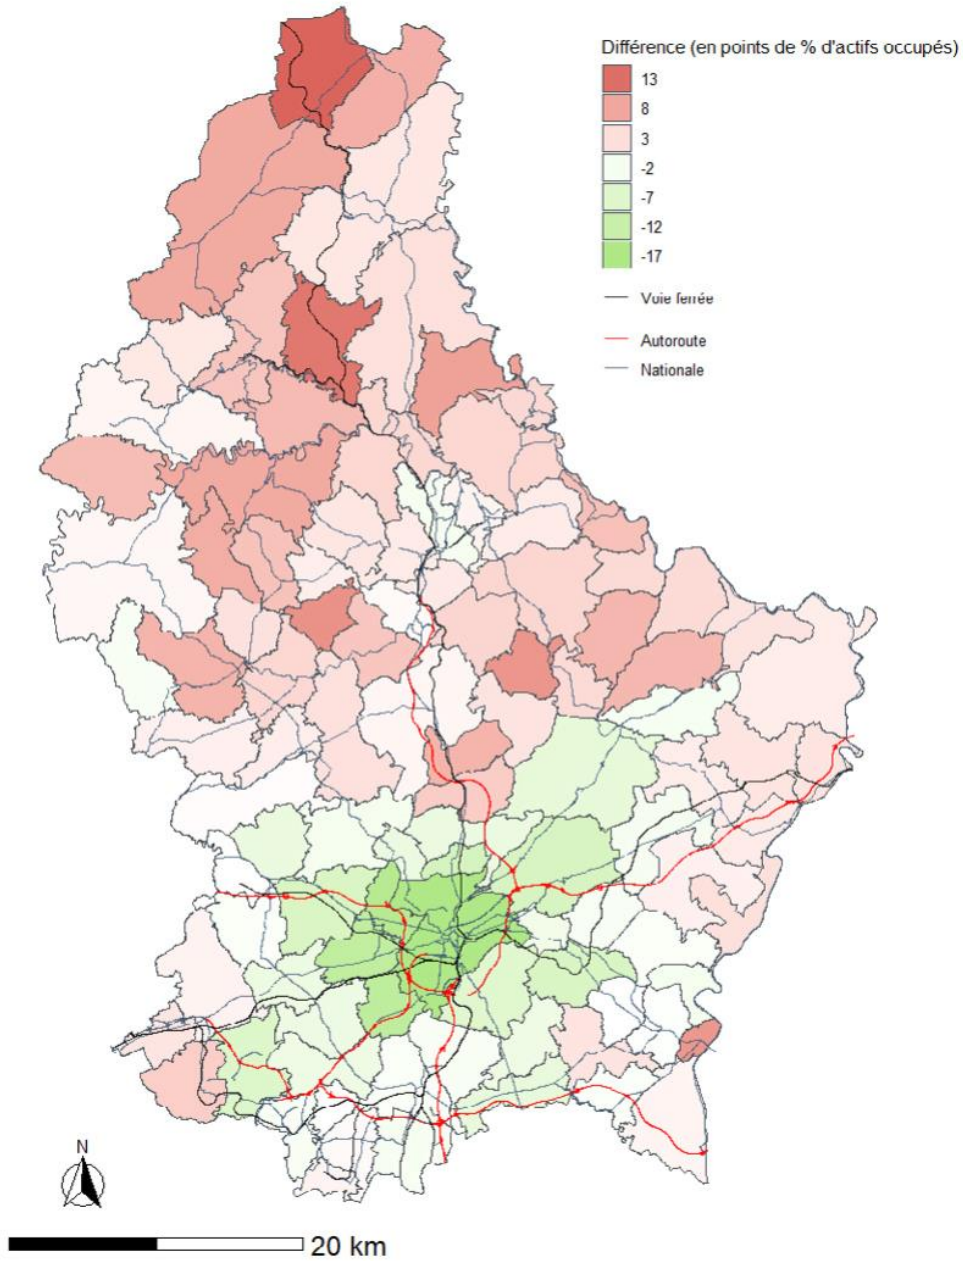 Différence (en points de % d'actifs occupés)
13
8
3
-2
-7
-12
-17
Voie ferrée
Autoroute
Nationale
N
20 km